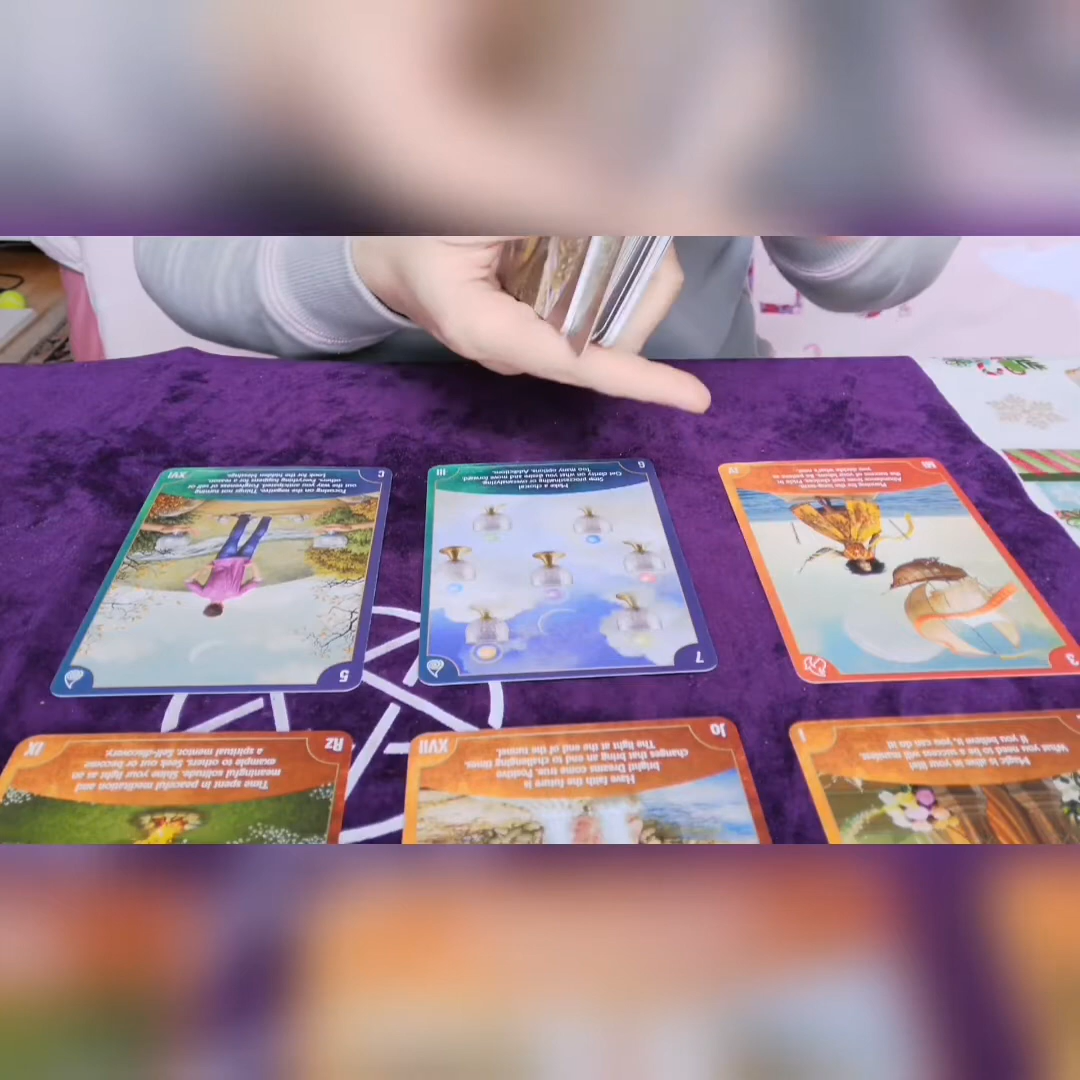 5
Focusing on the negative. Things not turning
out the way you anticipated. Forgiveness of self or
others. Everything happens for a reason.
Look for the hidden blessings.
C
XVI
7
Make a choice!
Stop procrastinating or overanalyzing.
Get clarity on what you desire and move forward.
Too many options. Addictions.
G
III
3
for the long-term.
Abundance from past choices. Faith in
the success of your ideas. Be patient as
you decide what's next.
IV
Time spent in peaceful meditation and
meaningful solitude. Shine your light as an
example to others. Seek out or become
a spiritual mentor. Self-discovery.
Rz
IX
Have faith the future is
bright! Dreams come true. Positive
changes that bring an end to challenging times.
The light at the end of the tunnel.
Jo
XVII
Magic is alive in your life!
What you need to be a success
If you believe it, you can do it!
I